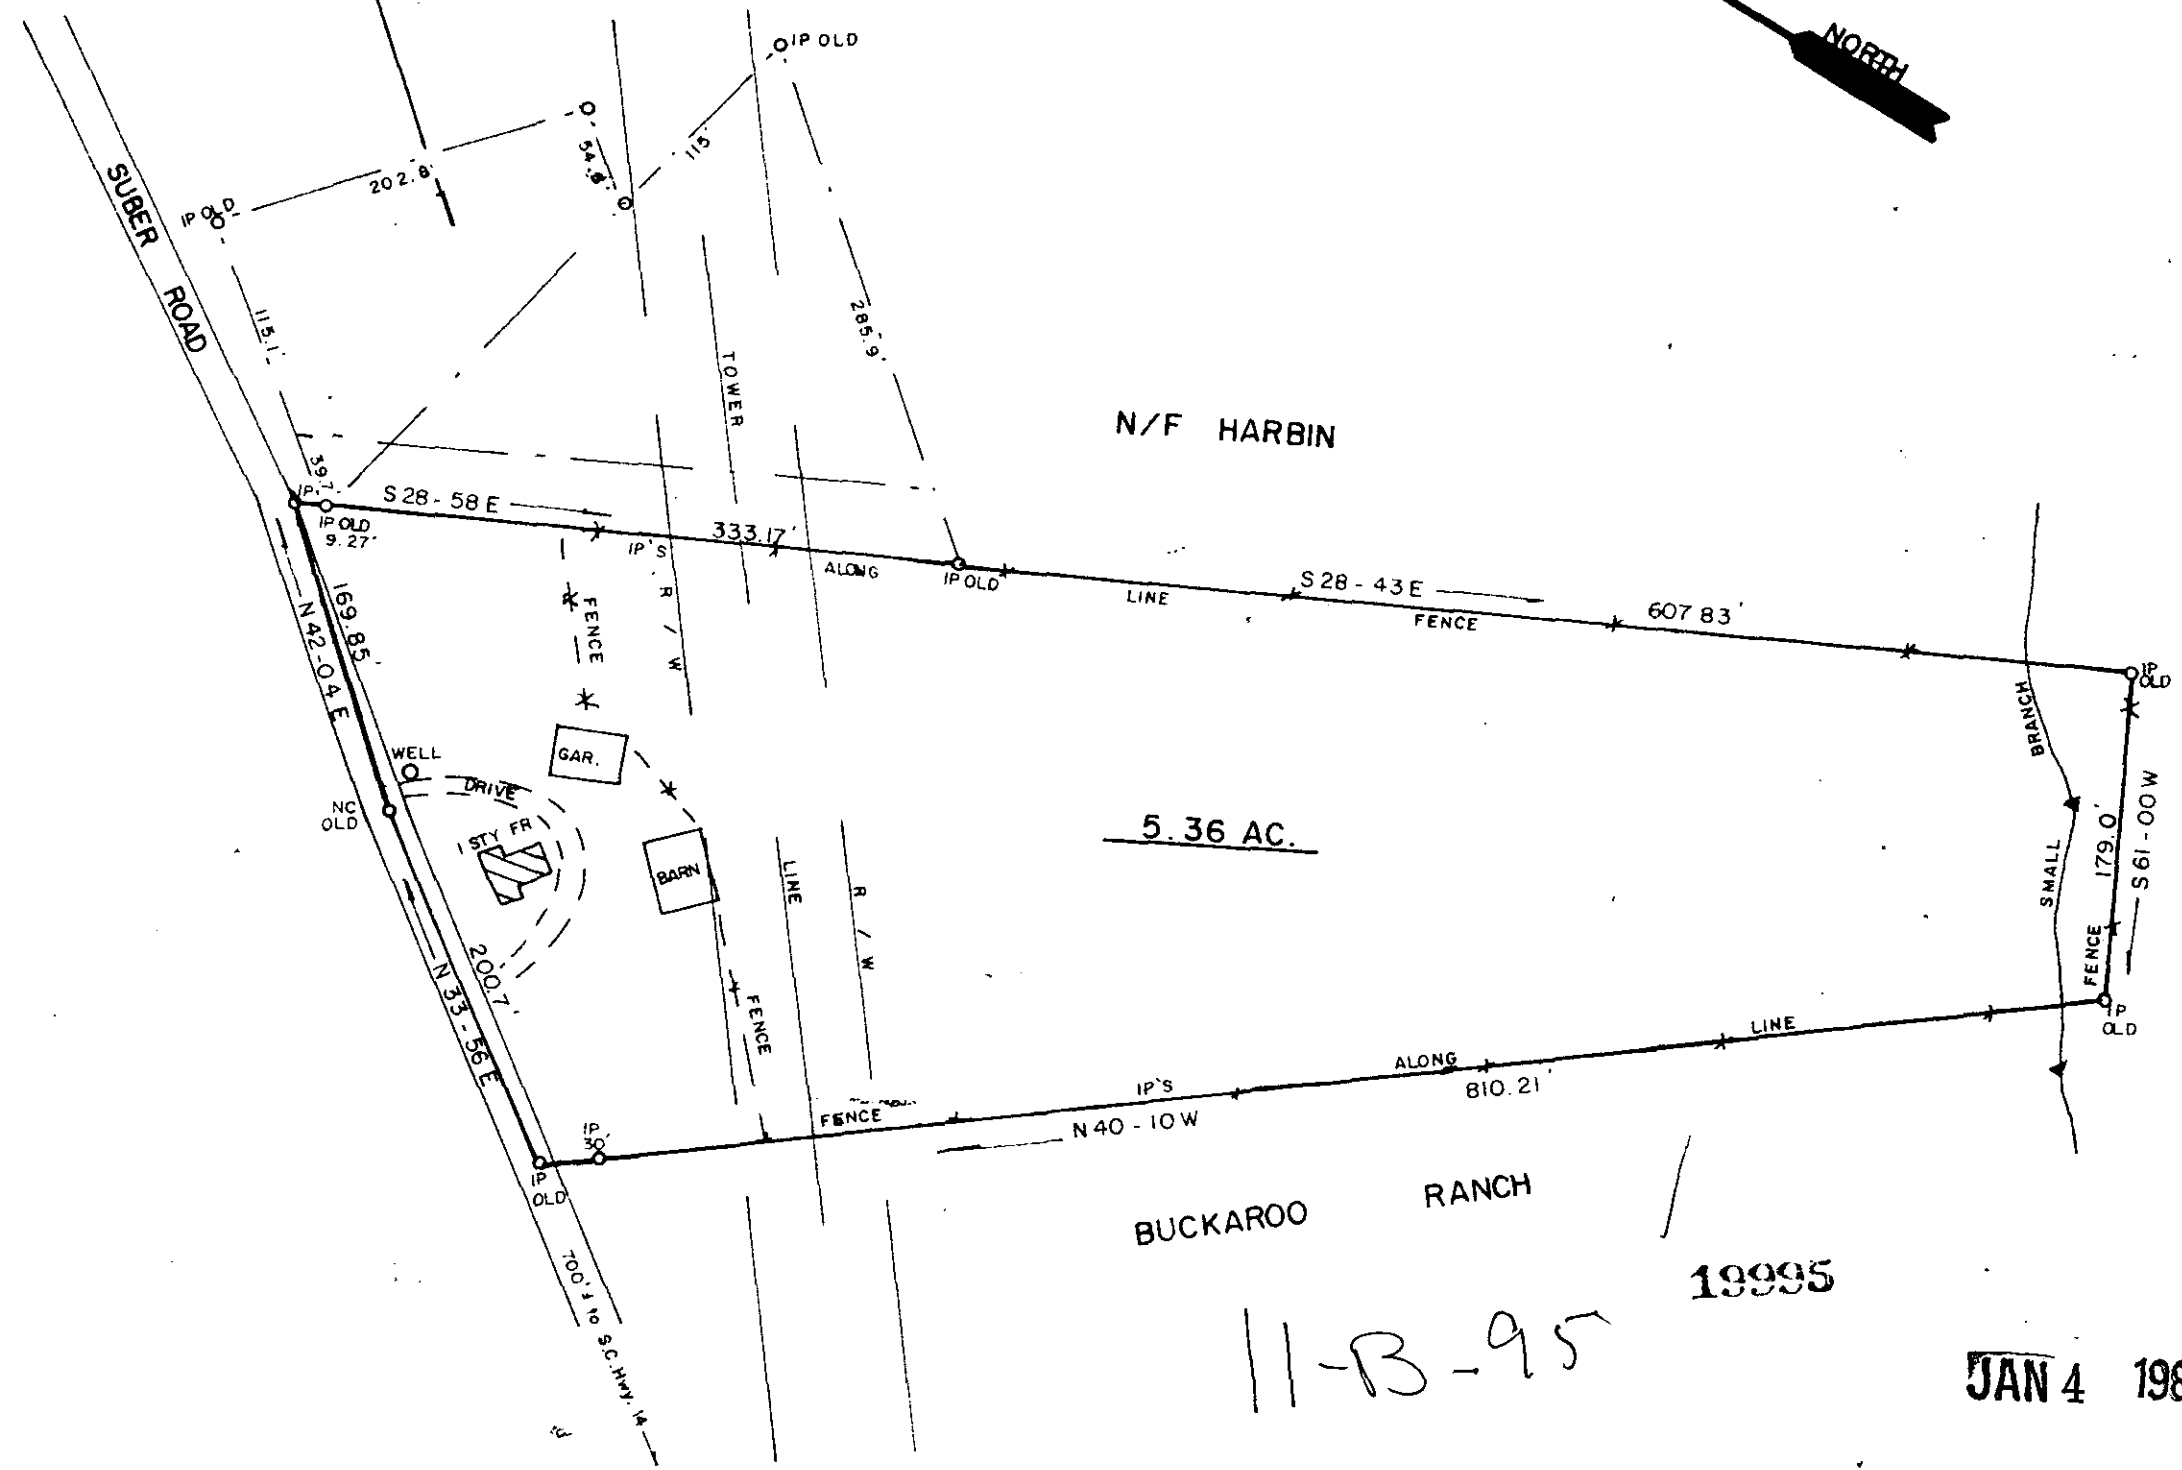 NORTH
IP OLD
54.8'
115'
202.8'
IP OLD
SUBER ROAD
115.1'
285.9'
TOWER
N/F HARBIN
39.7'
IP
S 28 - 58 E
IP OLD
9.27'
333.17'
IP'S
ALONG
IP OLD
LINE
S 28 - 43 E
FENCE
607 83'
IP
OLD
R / W
FENCE
169.85'
N 42 - 04 E
WELL
DRIVE
GAR.
NC
OLD
1 STY FR
BARN
5.36 AC.
BRANCH
SMALL
179.0'
S 61 - 00 W
FENCE
IP
OLD
LINE
R / W
FENCE
200.7'
N 33 - 56 E
LINE
ALONG
810.21'
IP'S
FENCE
N 40 - 10 W
IP
30'
IP
OLD
BUCKAROO RANCH
700'± to S.C. Hwy. 14
19995
11-B-95
JAN 4 198